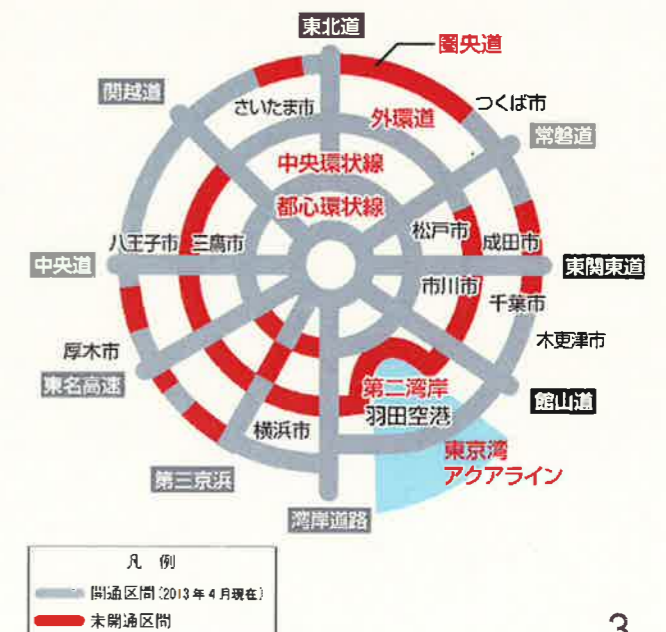 東北道
圏央道
関越道
さいたま市
つくば市
外環道
常磐道
中央環状線
都心環状線
松戸市
成田市
八王子市
三鷹市
中央道
東関東道
市川市
千葉市
木更津市
厚木市
東名高速
第二湾岸
館山道
羽田空港
横浜市
東京湾
アクアライン
第三京浜
湾岸道路
凡 例
開通区間(2013年4月現在)
未開通区間
3